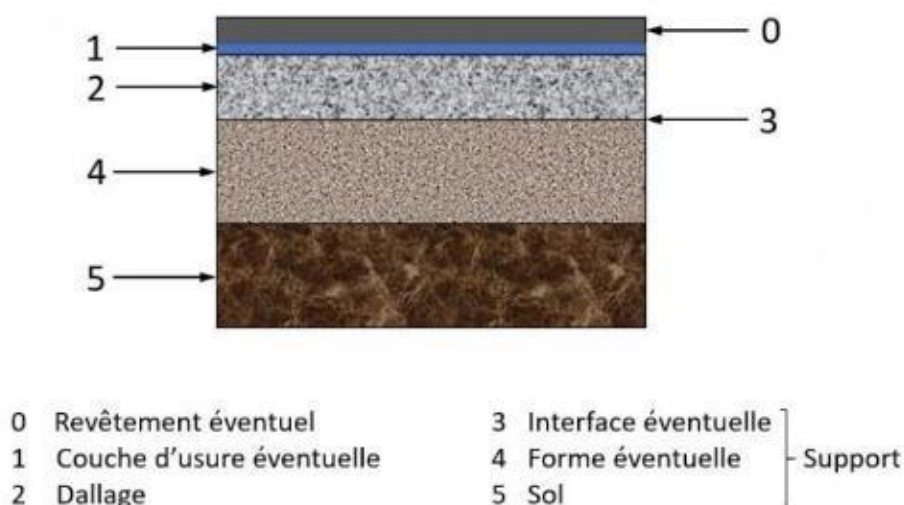 0
1
2
3
4
5
0 Revêtement éventuel
1 Couche d'usure éventuelle
2 Dallage
3 Interface éventuelle
4 Forme éventuelle
5 Sol
Support